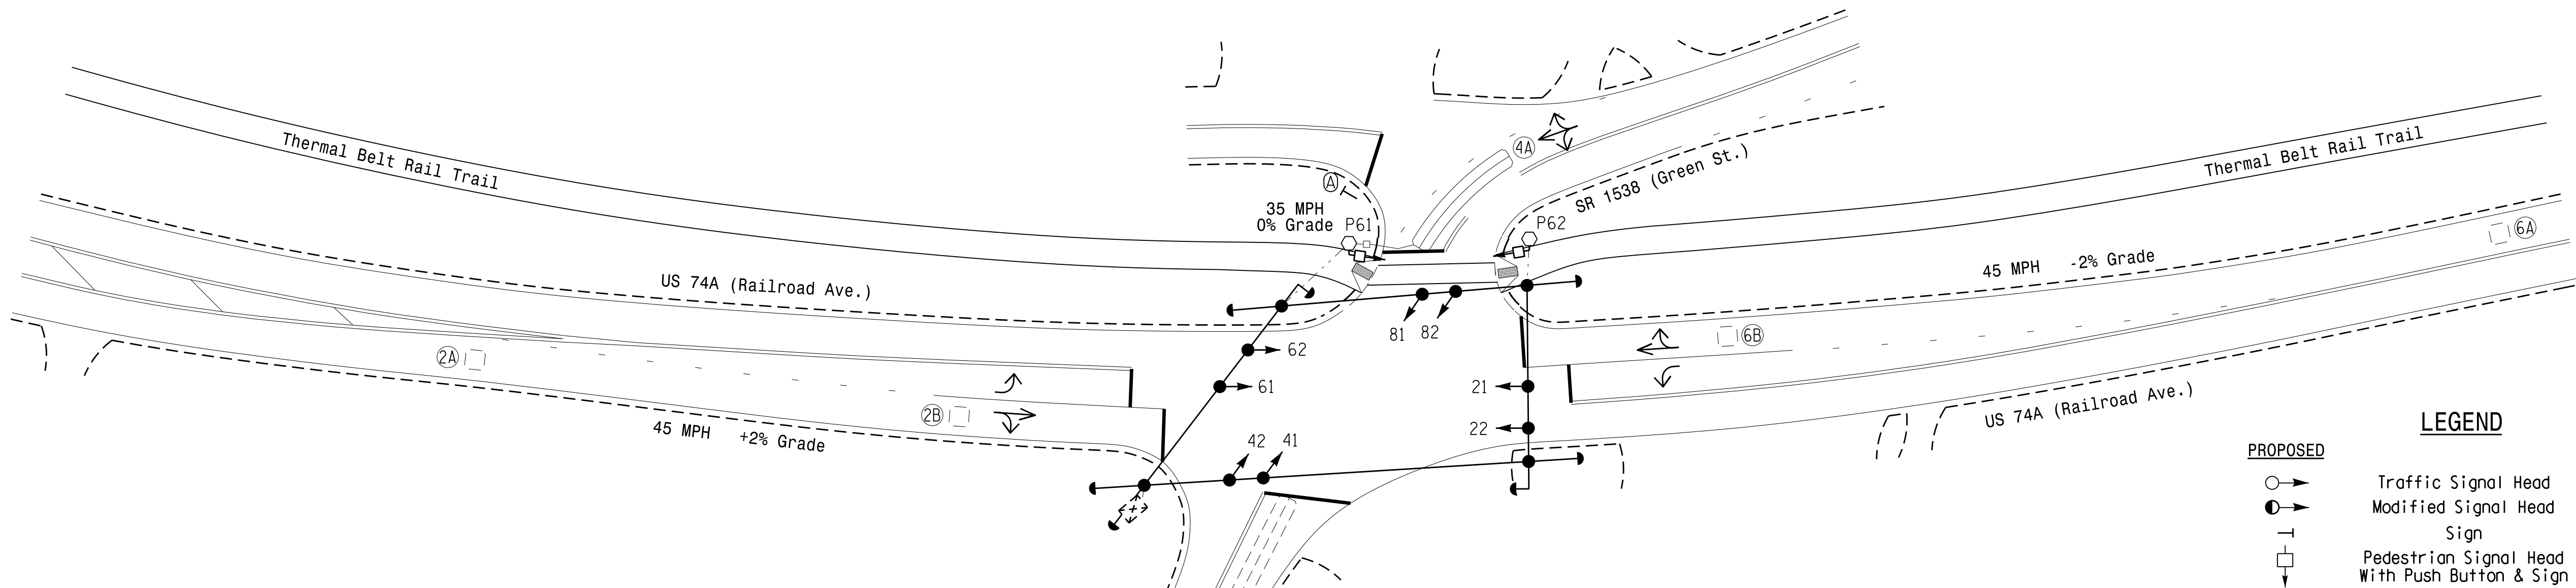 Thermal Belt Rail Trail
Thermal Belt Rail Trail
4A
SR 1538 (Green St.)
A
35 MPH
0% Grade
P61
P62
6A
US 74A (Railroad Ave.)
45 MPH -2% Grade
81
82
62
6B
2A
61
21
US 74A (Railroad Ave.)
2B
45 MPH +2% Grade
22
42
41
LEGEND
PROPOSED
Traffic Signal Head
Modified Signal Head
Sign
Pedestrian Signal Head
With Push Button & Sign